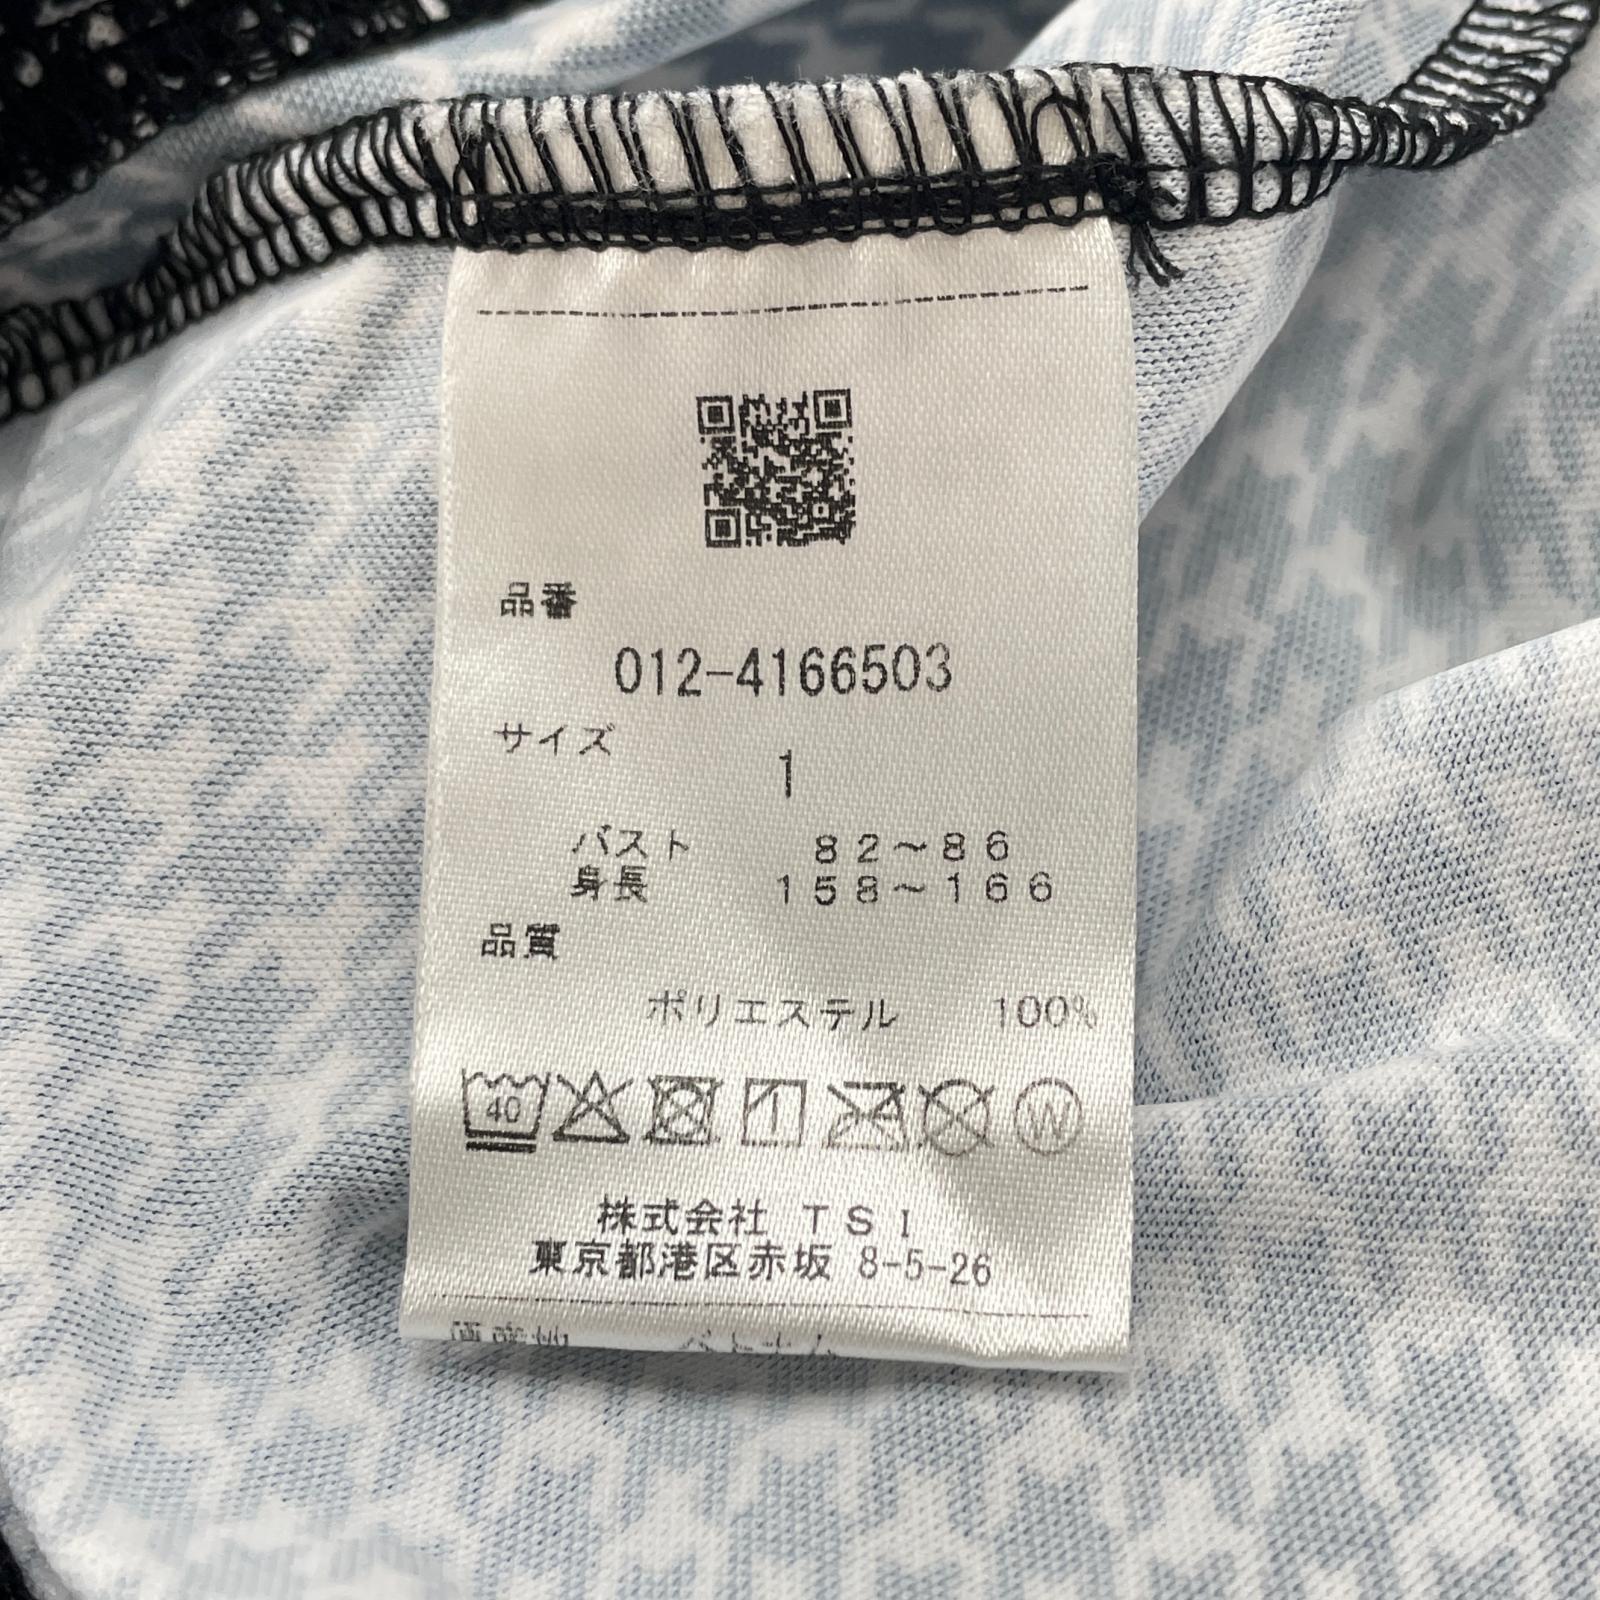 品番
012-4166503
サイズ
1
バスト 82~86
身長 158~166
品質
ポリエステル 100%
40
W
株式会社 TSI
東京都港区赤坂 8-5-26